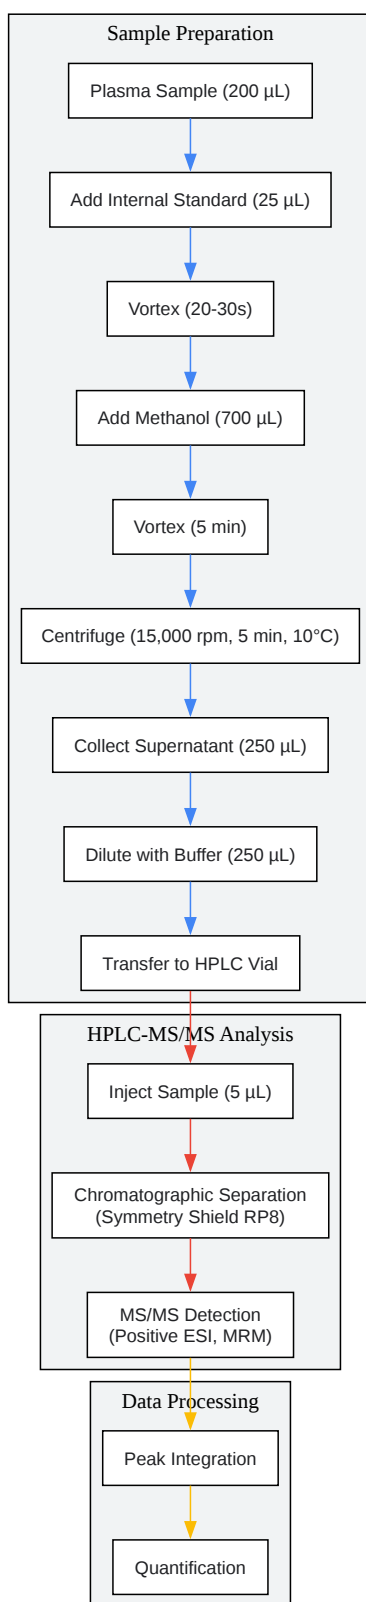 Sample Preparation
Plasma Sample (200 µL)
Add Internal Standard (25 µL)
Vortex (20-30s)
Add Methanol (700 µL)
Vortex (5 min)
Centrifuge (15,000 rpm, 5 min, 10°C)
Collect Supernatant (250 µL)
Dilute with Buffer (250 µL)
Transfer to HPLC Vial
HPLC-MS/MS Analysis
Inject Sample (5 µL)
Chromatographic Separation
(Symmetry Shield RP8)
MS/MS Detection
(Positive ESI, MRM)
Data Processing
Peak Integration
Quantification